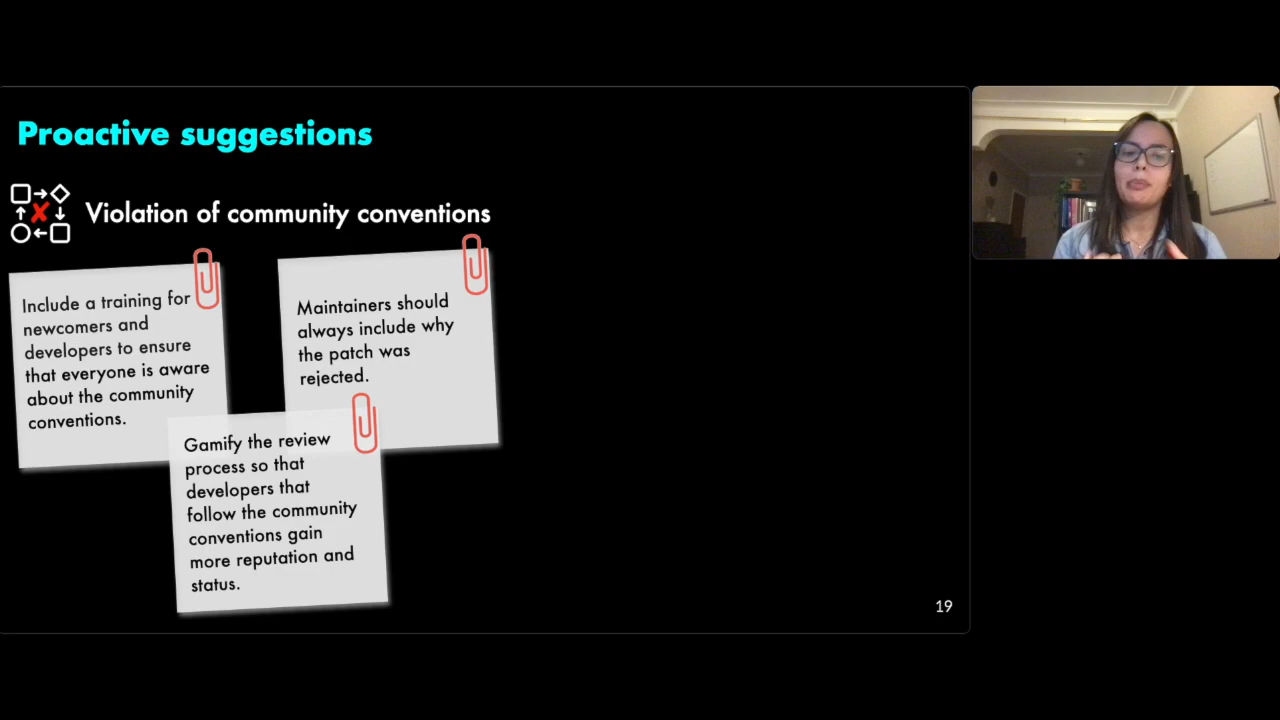 Proactive suggestions
Violation of community conventions
Include a training for
newcomers and
developers to ensure
that everyone is aware
about the community
conventions.
Maintainers should
always include why
the patch was
rejected.
Gamify the review
process so that
developers that
follow the community
conventions gain
more reputation and
status.
19